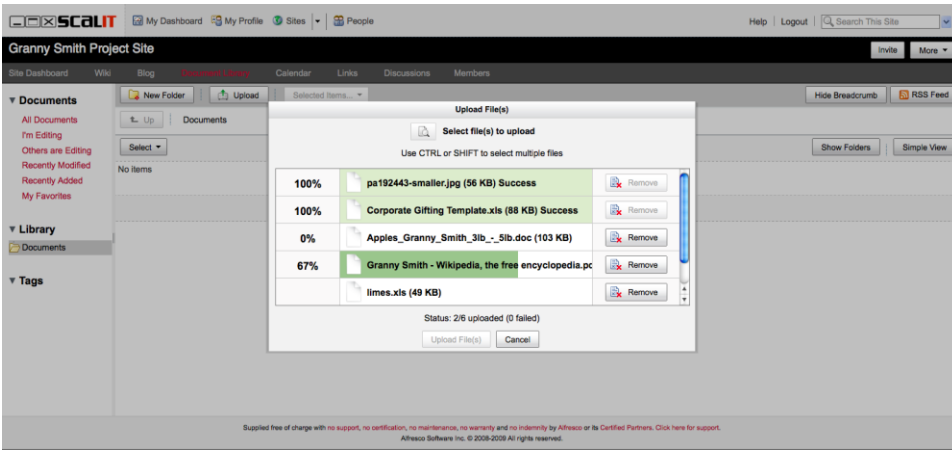 SCALIT My Dashboard My Profile Sites People Help Logout Search This Site
Granny Smith Project Site Invite More
Site Dashboard Wiki Blog Document Library Calendar Links Discussions Members
Documents
All Documents
I'm Editing
Others are Editing
Recently Modified
Recently Added
My Favorites
Library
Documents
Tags
New Folder Upload Selected Items... Hide Breadcrumb RSS Feed
Up Documents
Select Show Folders Simple View
No items
Upload File(s)
Select file(s) to upload
Use CTRL or SHIFT to select multiple files
100% pa192443-smaller.jpg (56 KB) Success Remove
100% Corporate Gifting Template.xls (88 KB) Success Remove
0% Apples_Granny_Smith_3lb_-_5lb.doc (103 KB) Remove
67% Granny Smith - Wikipedia, the free encyclopedia.pc Remove
limes.xls (49 KB) Remove
Status: 2/6 uploaded (0 failed)
Upload File(s) Cancel
Supplied free of charge with no support, no certification, no maintenance, no warranty and no indemnity by Alfresco or its Certified Partners. Click here for support.
Alfresco Software Inc. © 2008-2009 All rights reserved.